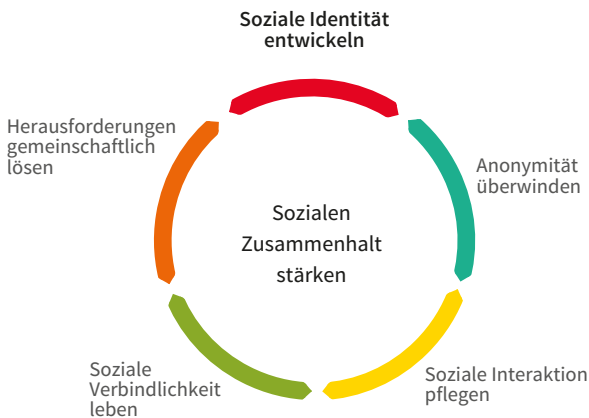 Soziale Identität
entwickeln
Herausforderungen
gemeinschaftlich
lösen
Anonymität
überwinden
Sozialen
Zusammenhalt
stärken
Soziale
Verbindlichkeit
leben
Soziale Interaktion
pflegen